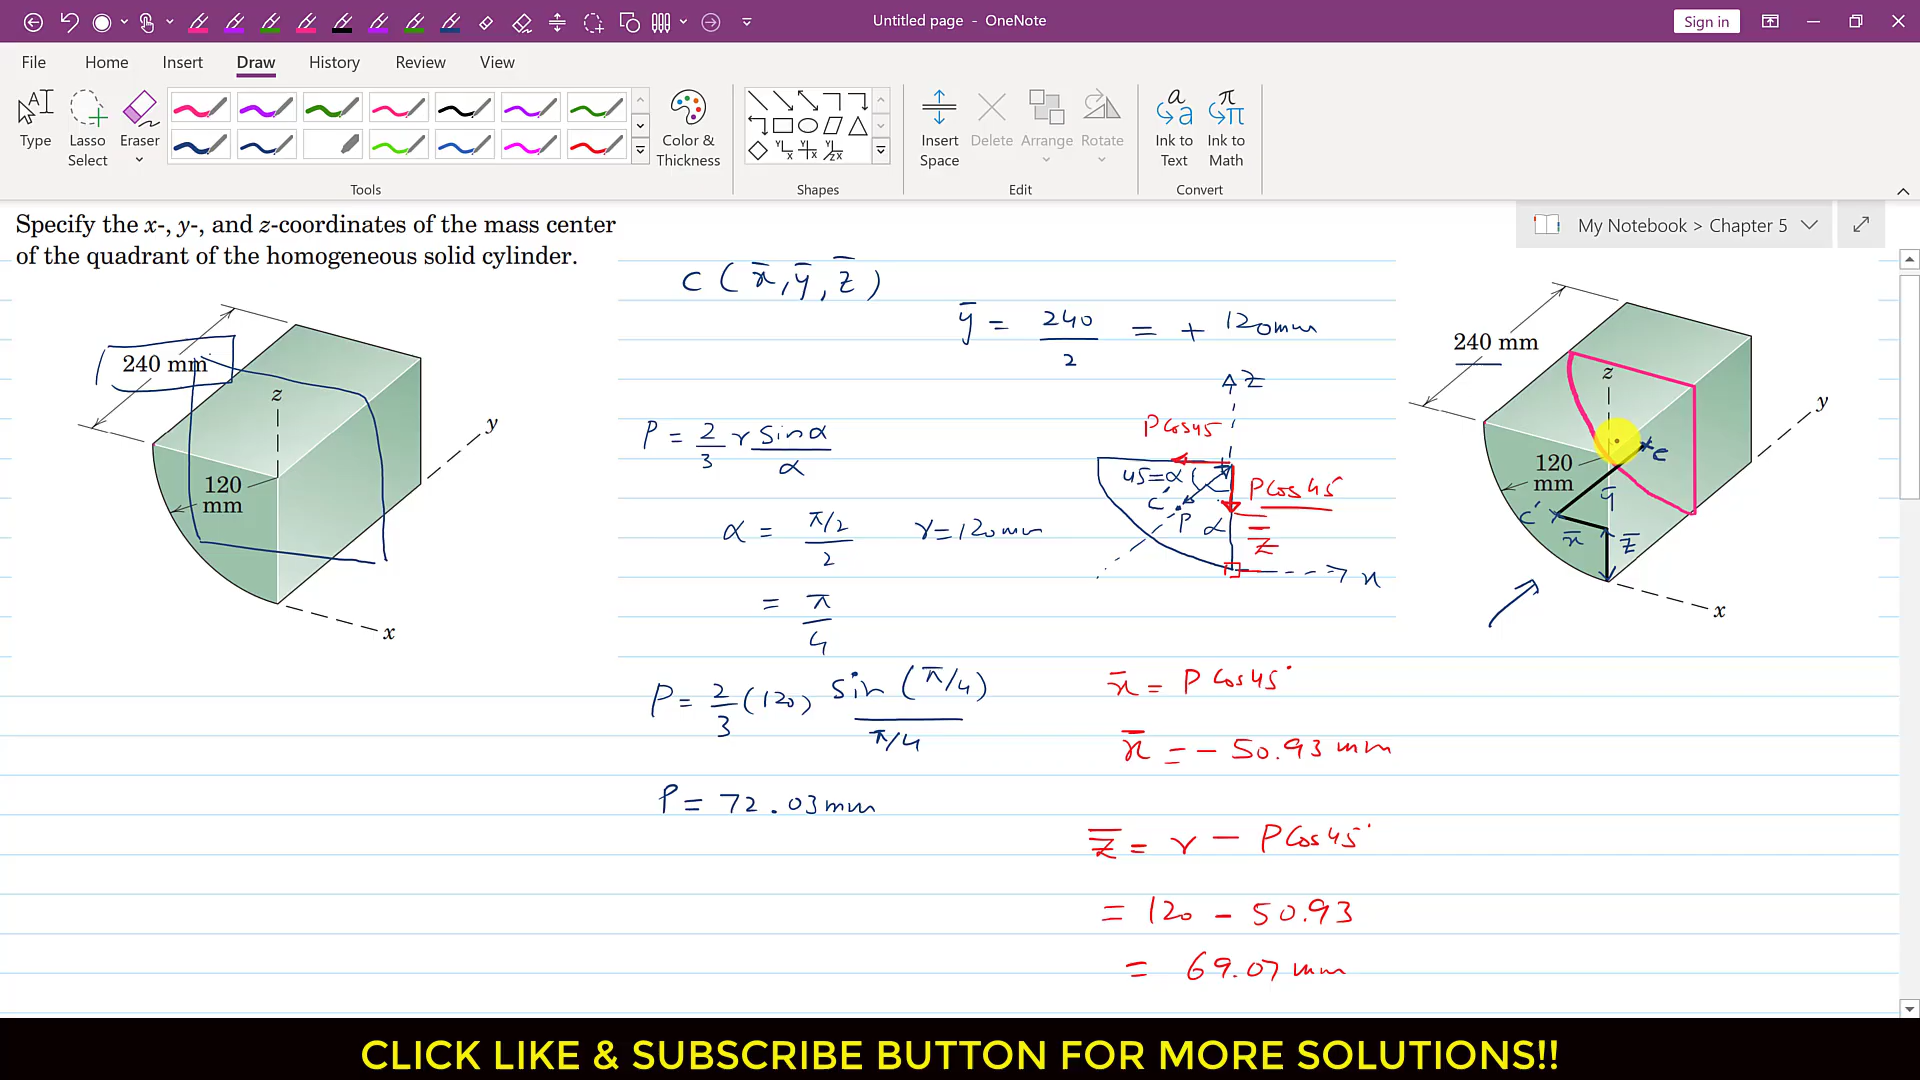 Untitled page - OneNote
Sign in
File Home Insert Draw History Review View
Type
Lasso Select
Eraser
Color & Thickness
Insert Space
Delete
Arrange
Rotate
Ink to Text
Ink to Math
Tools
Shapes
Edit
Convert
My Notebook > Chapter 5
Specify the x-, y-, and z-coordinates of the mass center
of the quadrant of the homogeneous solid cylinder.
240 mm
z
y
120
mm
x
C (x̄, ȳ, z̄)
ȳ = 240/2 = + 120mm
P = 2/3 r sinα/α
α = π/2/2 r = 120mm
= π/4
P = 2/3 (120) sin (π/4)/π/4
P = 72.03mm
z
Pcos45
45=α
Pcos45
C'
P
α
z̄
x
x̄ = P cos45°
x̄ = - 50.93 mm
z̄ = r - Pcos45°
= 120 - 50.93
= 69.07 mm
240 mm
z
y
120
mm
c
ȳ
c'
x̄
z̄
x
CLICK LIKE & SUBSCRIBE BUTTON FOR MORE SOLUTIONS!!